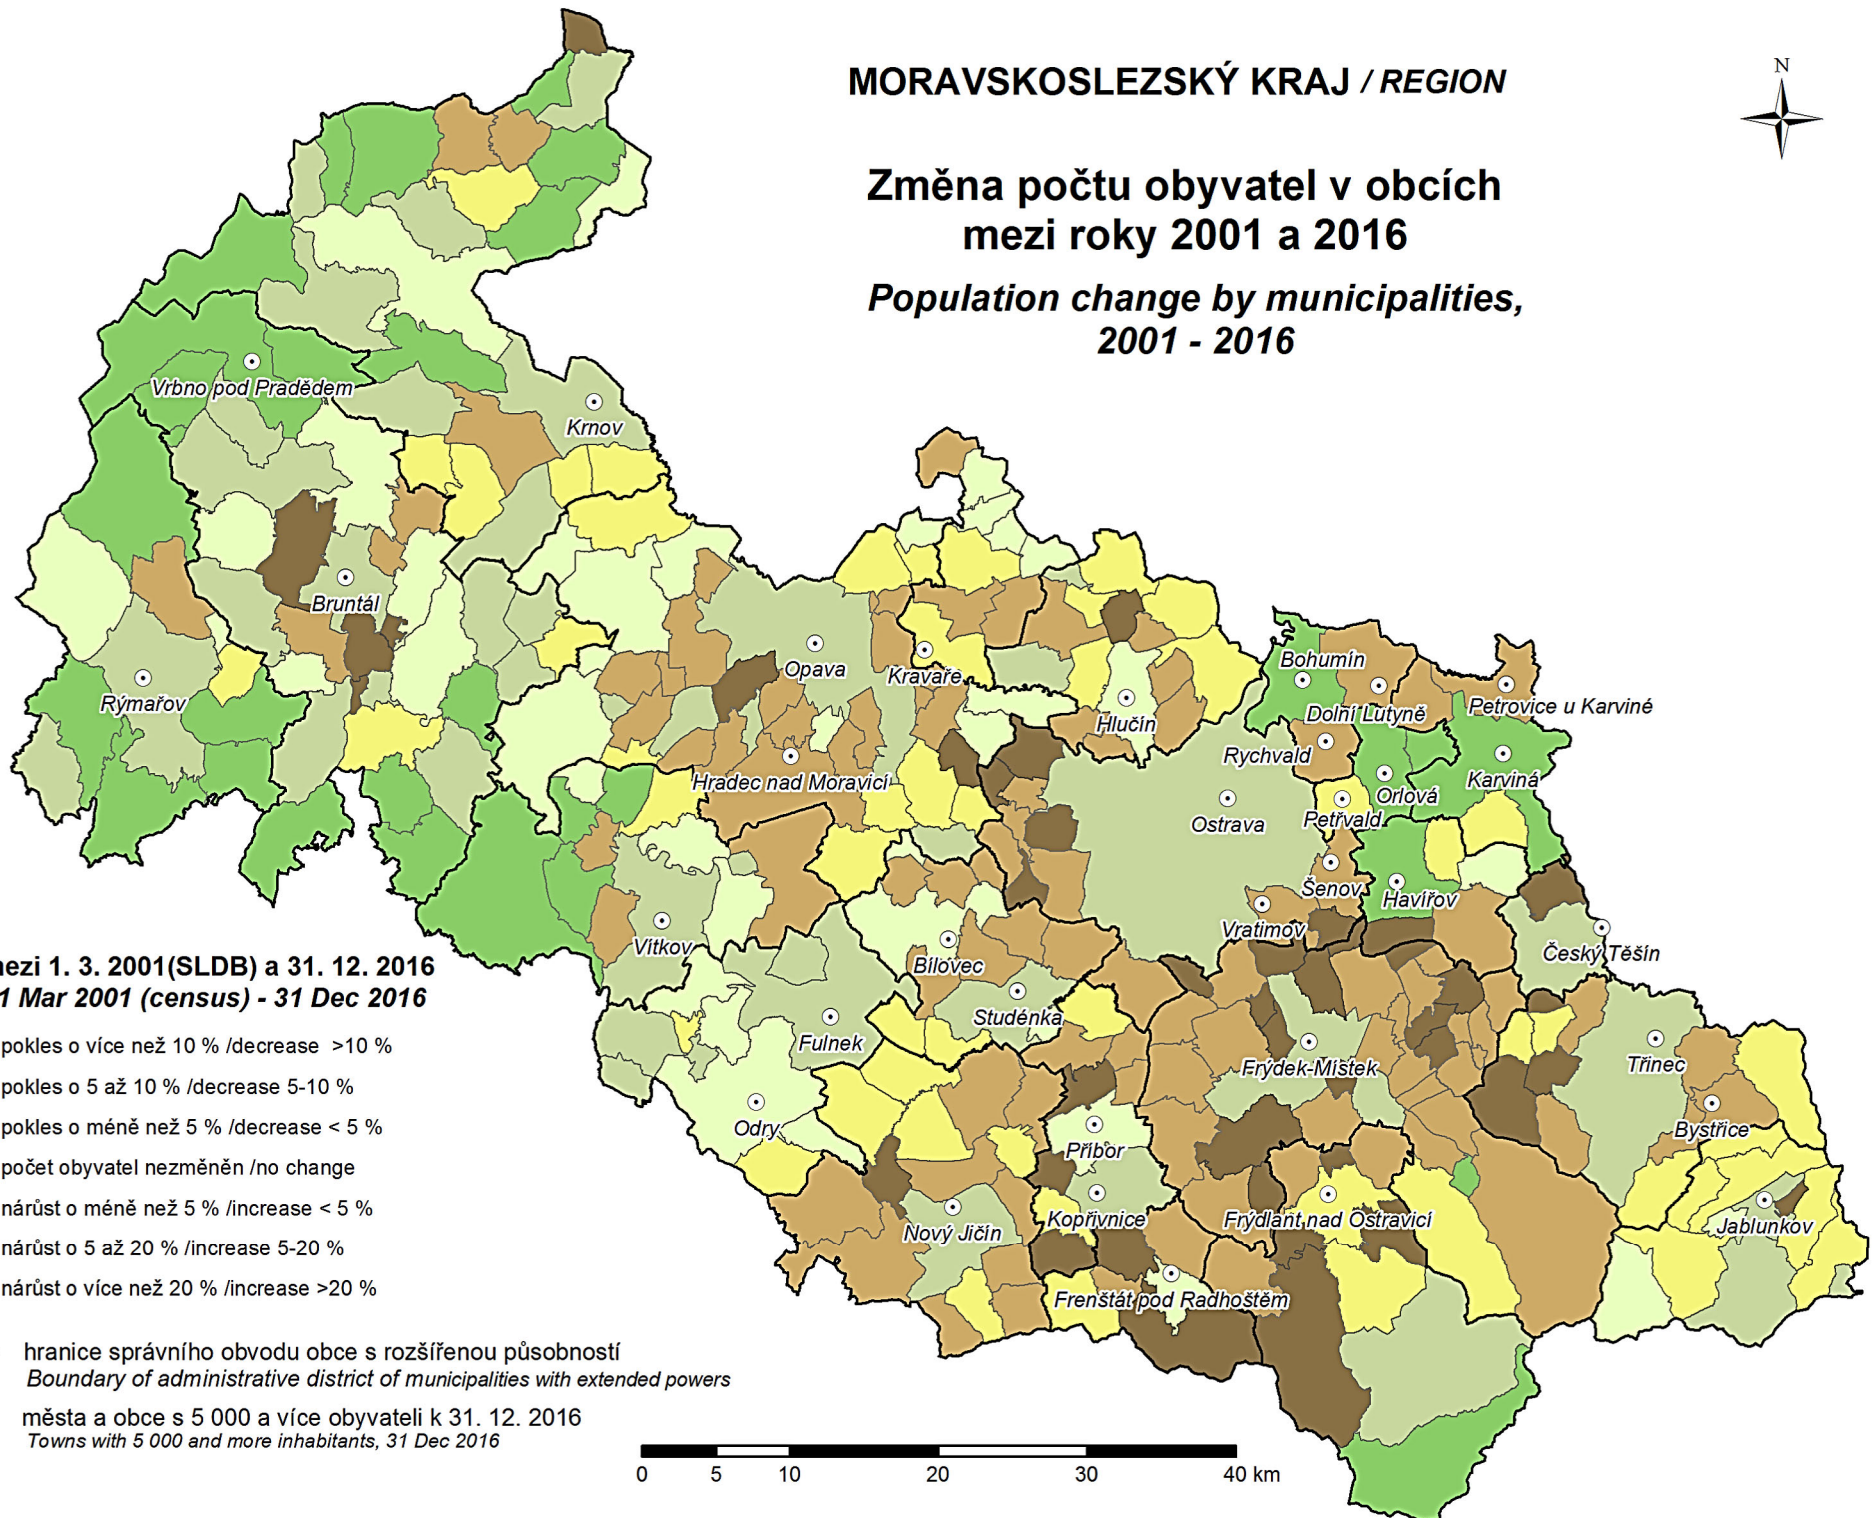 MORAVSKOSLEZSKÝ KRAJ / REGION
N
Změna počtu obyvatel v obcích
mezi roky 2001 a 2016
Population change by municipalities,
2001 - 2016
Vrbno pod Pradědem
Krnov
Bruntál
Rýmařov
Opava
Kravaře
Hlučín
Bohumín
Dolní Lutyně
Petrovice u Karviné
Rychvald
Karviná
Orlová
Hradec nad Moravicí
Ostrava
Petřvald
Šenov
Havířov
Vratimov
Český Těšín
Vítkov
Bílovec
Studénka
Fulnek
Frýdek-Místek
Třinec
Bystřice
Odry
Příbor
Kopřivnice
Nový Jičín
Frýdlant nad Ostravicí
Jablunkov
Frenštát pod Radhoštěm
mezi 1. 3. 2001(SLDB) a 31. 12. 2016
1 Mar 2001 (census) - 31 Dec 2016
pokles o více než 10 % /decrease >10 %
pokles o 5 až 10 % /decrease 5-10 %
pokles o méně než 5 % /decrease < 5 %
počet obyvatel nezměněn /no change
nárůst o méně než 5 % /increase < 5 %
nárůst o 5 až 20 % /increase 5-20 %
nárůst o více než 20 % /increase >20 %
hranice správního obvodu obce s rozšířenou působností
Boundary of administrative district of municipalities with extended powers
města a obce s 5 000 a více obyvateli k 31. 12. 2016
Towns with 5 000 and more inhabitants, 31 Dec 2016
0 5 10 20 30 40 km